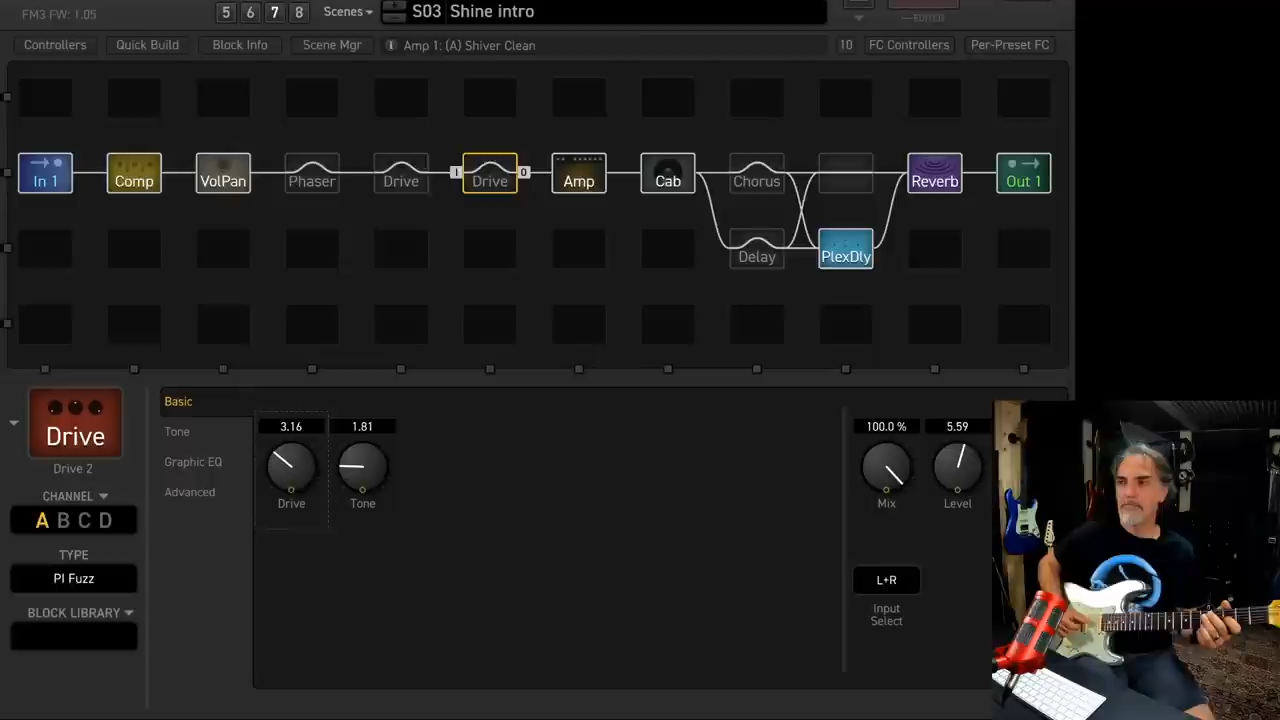 FM3 FW: 1.05
5 6 7 8
Scenes
S03 Shine intro
EDITED
Controllers
Quick Build
Block Info
Scene Mgr
Amp 1: (A) Shiver Clean
10
FC Controllers
Per-Preset FC
In 1
Comp
VolPan
Phaser
Drive
I
Drive
O
Amp
Cab
Chorus
Reverb
Out 1
Delay
PlexDly
Drive
Drive 2
CHANNEL
A B C D
TYPE
PI Fuzz
BLOCK LIBRARY
Basic
Tone
Graphic EQ
Advanced
3.16
1.81
Drive
Tone
100.0 %
5.59
Mix
Level
L+R
Input
Select